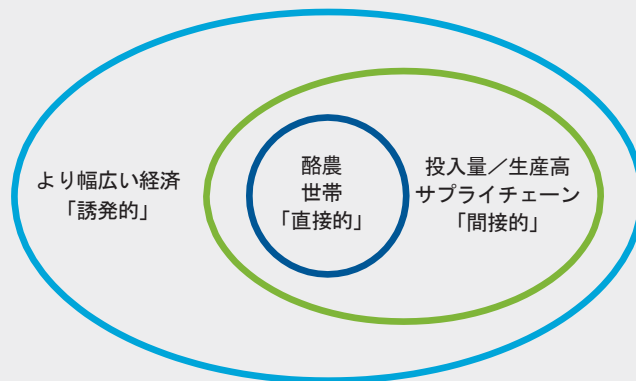 より幅広い経済
「誘発的」
酪農
世帯
「直接的」
投入量／生産高
サプライチェーン
「間接的」